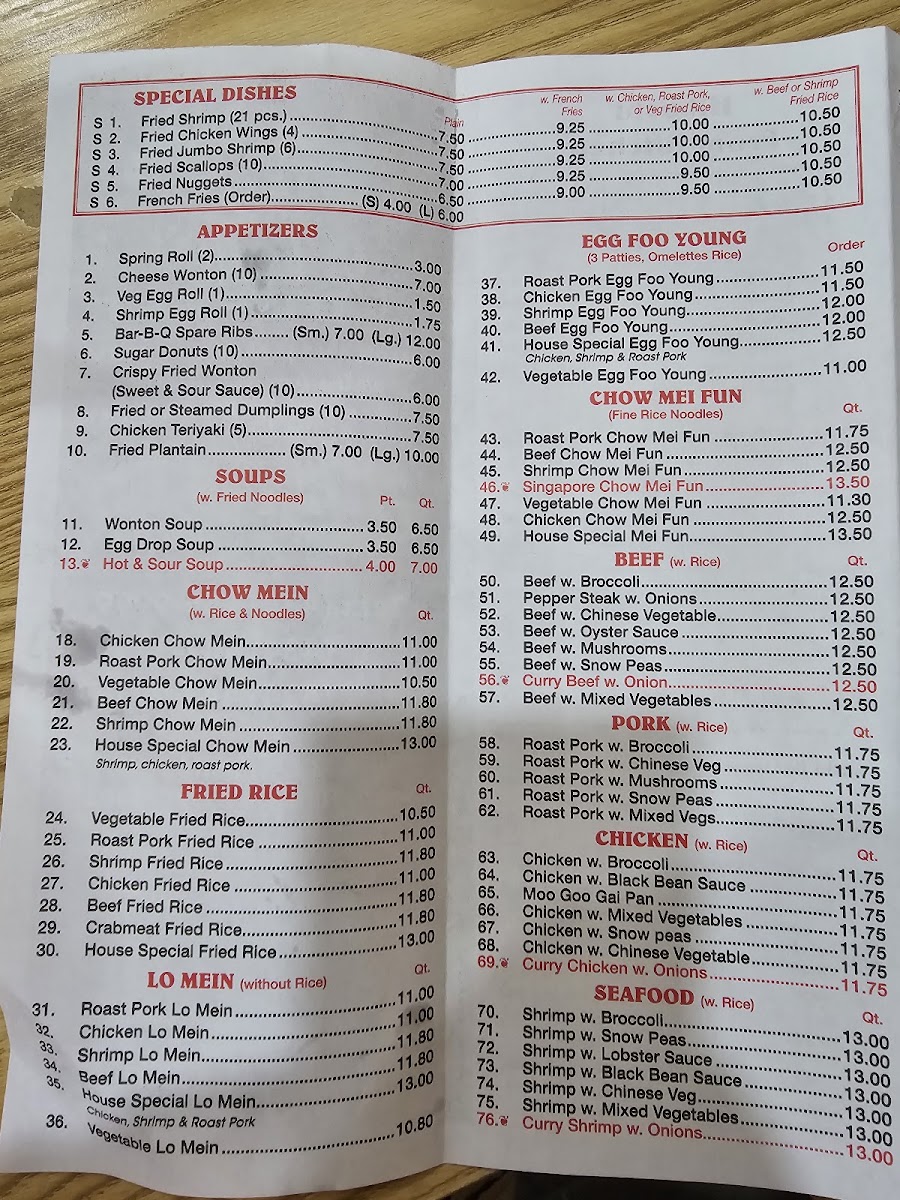 SPECIAL DISHES
Plain
w. French Fries
w. Chicken, Roast Pork, or Veg Fried Rice
w. Beef or Shrimp Fried Rice
S 1. Fried Shrimp (21 pcs.) 7.50 9.25 10.00 10.50
S 2. Fried Chicken Wings (4) 7.50 9.25 10.00 10.50
S 3. Fried Jumbo Shrimp (6) 7.50 9.25 10.00 10.50
S 4. Fried Scallops (10) 7.00 9.25 9.50 10.50
S 5. Fried Nuggets 6.50 9.00 9.50 10.50
S 6. French Fries (Order) (S) 4.00 (L) 6.00
APPETIZERS
1. Spring Roll (2) 3.00
2. Cheese Wonton (10) 7.00
3. Veg Egg Roll (1) 1.50
4. Shrimp Egg Roll (1) 1.75
5. Bar-B-Q Spare Ribs (Sm.) 7.00 (Lg.) 12.00
6. Sugar Donuts (10) 6.00
7. Crispy Fried Wonton
(Sweet & Sour Sauce) (10) 6.00
8. Fried or Steamed Dumplings (10) 7.50
9. Chicken Teriyaki (5) 7.50
10. Fried Plantain (Sm.) 7.00 (Lg.) 10.00
SOUPS
(w. Fried Noodles) Pt. Qt.
11. Wonton Soup 3.50 6.50
12. Egg Drop Soup 3.50 6.50
13. Hot & Sour Soup 4.00 7.00
CHOW MEIN
(w. Rice & Noodles) Qt.
18. Chicken Chow Mein 11.00
19. Roast Pork Chow Mein 11.00
20. Vegetable Chow Mein 10.50
21. Beef Chow Mein 11.80
22. Shrimp Chow Mein 11.80
23. House Special Chow Mein 13.00
Shrimp, chicken, roast pork.
FRIED RICE Qt.
24. Vegetable Fried Rice 10.50
25. Roast Pork Fried Rice 11.00
26. Shrimp Fried Rice 11.80
27. Chicken Fried Rice 11.00
28. Beef Fried Rice 11.80
29. Crabmeat Fried Rice 11.80
30. House Special Fried Rice 13.00
LO MEIN (without Rice) Qt.
31. Roast Pork Lo Mein 11.00
32. Chicken Lo Mein 11.00
33. Shrimp Lo Mein 11.80
34. Beef Lo Mein 11.80
35. House Special Lo Mein 13.00
Chicken, Shrimp & Roast Pork
36. Vegetable Lo Mein 10.80
EGG FOO YOUNG
(3 Patties, Omelettes Rice) Order
37. Roast Pork Egg Foo Young 11.50
38. Chicken Egg Foo Young 11.50
39. Shrimp Egg Foo Young 12.00
40. Beef Egg Foo Young 12.00
41. House Special Egg Foo Young 12.50
Chicken, Shrimp & Roast Pork
42. Vegetable Egg Foo Young 11.00
CHOW MEI FUN
(Fine Rice Noodles) Qt.
43. Roast Pork Chow Mei Fun 11.75
44. Beef Chow Mei Fun 12.50
45. Shrimp Chow Mei Fun 12.50
46. Singapore Chow Mei Fun 13.50
47. Vegetable Chow Mei Fun 11.30
48. Chicken Chow Mei Fun 12.50
49. House Special Mei Fun 13.50
BEEF (w. Rice) Qt.
50. Beef w. Broccoli 12.50
51. Pepper Steak w. Onions 12.50
52. Beef w. Chinese Vegetable 12.50
53. Beef w. Oyster Sauce 12.50
54. Beef w. Mushrooms 12.50
55. Beef w. Snow Peas 12.50
56. Curry Beef w. Onion 12.50
57. Beef w. Mixed Vegetables 12.50
PORK (w. Rice) Qt.
58. Roast Pork w. Broccoli 11.75
59. Roast Pork w. Chinese Veg 11.75
60. Roast Pork w. Mushrooms 11.75
61. Roast Pork w. Snow Peas 11.75
62. Roast Pork w. Mixed Vegs 11.75
CHICKEN (w. Rice) Qt.
63. Chicken w. Broccoli 11.75
64. Chicken w. Black Bean Sauce 11.75
65. Moo Goo Gai Pan 11.75
66. Chicken w. Mixed Vegetables 11.75
67. Chicken w. Snow peas 11.75
68. Chicken w. Chinese Vegetable 11.75
69. Curry Chicken w. Onions 11.75
SEAFOOD (w. Rice) Qt.
70. Shrimp w. Broccoli 13.00
71. Shrimp w. Snow Peas 13.00
72. Shrimp w. Lobster Sauce 13.00
73. Shrimp w. Black Bean Sauce 13.00
74. Shrimp w. Chinese Veg 13.00
75. Shrimp w. Mixed Vegetables 13.00
76. Curry Shrimp w. Onions 13.00